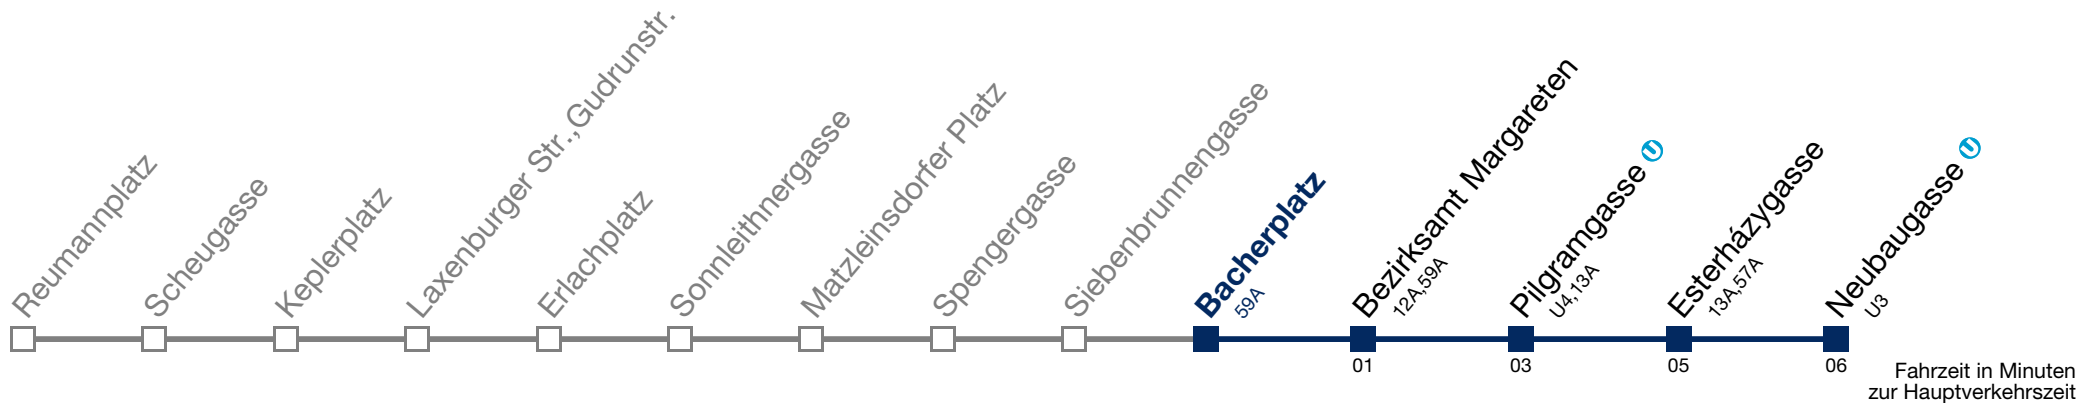 Reumannplatz
Scheugasse
Keplerplatz
Laxenburger Str.,Gudrunstr.
Erlachplatz
Sonnleithnergasse
Matzleinsdorfer Platz
Spengergasse
Siebenbrunnengasse
Bacherplatz
59A
Bezirksamt Margareten
12A,59A
01
Pilgramgasse U
U4,13A
03
Esterházygasse
13A,57A
05
Neubaugasse U
U3
06
Fahrzeit in Minuten
zur Hauptverkehrszeit